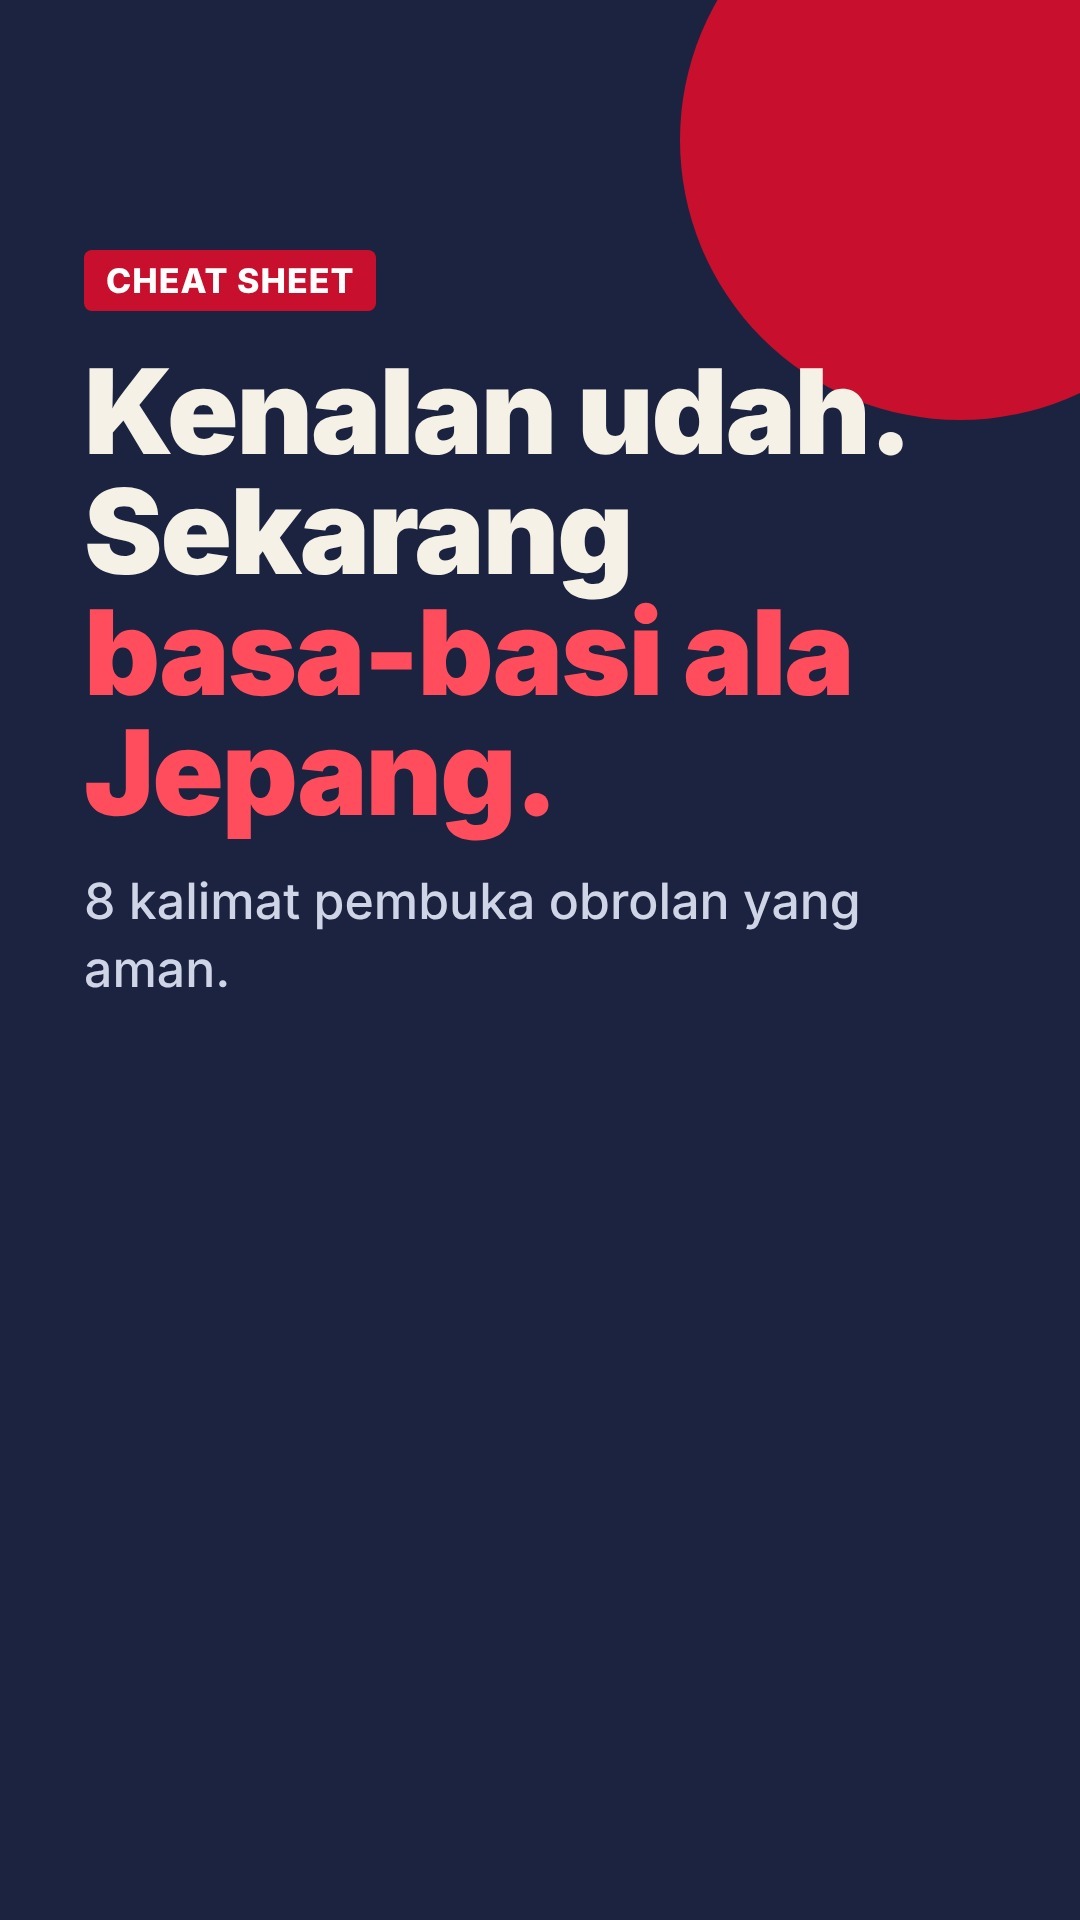 CHEAT SHEET
Kenalan udah.
Sekarang
basa-basi ala
Jepang.
8 kalimat pembuka obrolan yang
aman.